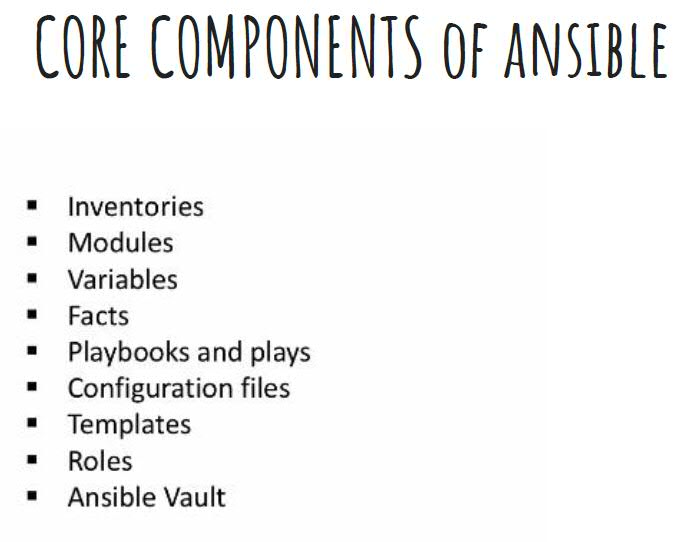 CORE COMPONENTS OF ANSIBLE
▪ Inventories
▪ Modules
▪ Variables
▪ Facts
▪ Playbooks and plays
▪ Configuration files
▪ Templates
▪ Roles
▪ Ansible Vault